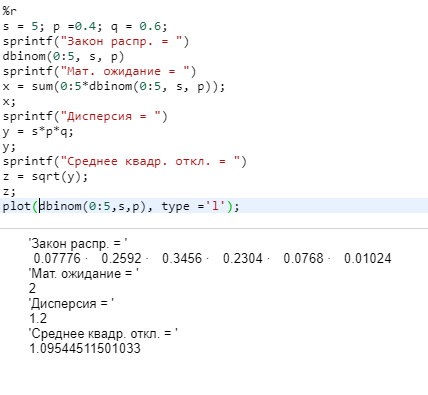 %r
s = 5; p =0.4; q = 0.6;
sprintf("Закон распр. = ")
dbinom(0:5, s, p)
sprintf("Мат. ожидание = ")
x = sum(0:5*dbinom(0:5, s, p));
x;
sprintf("Дисперсия = ")
y = s*p*q;
y;
sprintf("Среднее квадр. откл. = ")
z = sqrt(y);
z;
plot(dbinom(0:5,s,p), type ='l');
'Закон распр. = '
0.07776 · 0.2592 · 0.3456 · 0.2304 · 0.0768 · 0.01024
'Мат. ожидание = '
2
'Дисперсия = '
1.2
'Среднее квадр. откл. = '
1.09544511501033